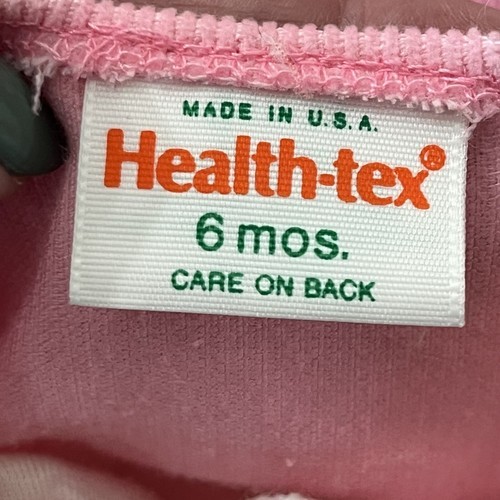 MADE IN U.S.A.
Health-tex®
6 mos.
CARE ON BACK